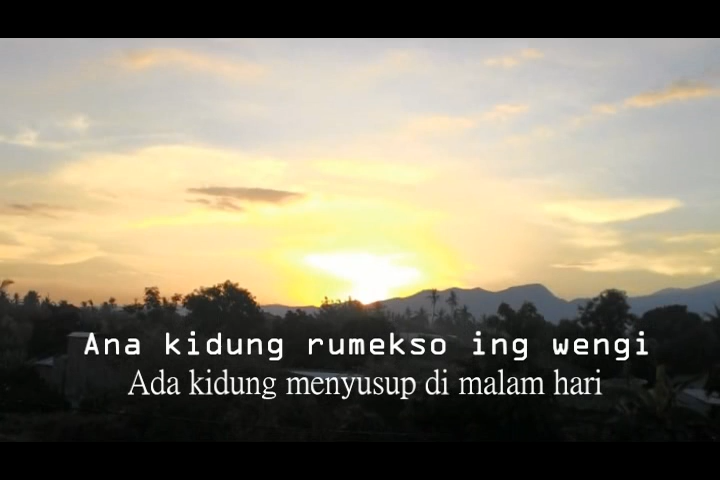 Ana kidung rumekso ing wengi
Ada kidung menyusup di malam hari